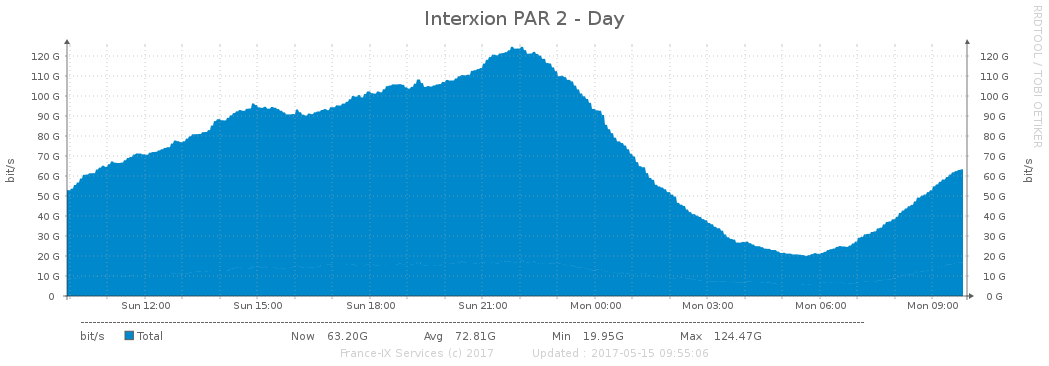 Interxion PAR 2 - Day
RRDTOOL / TOBI OETIKER
bit/s
bit/s
120 G 120 G
110 G 110 G
100 G 100 G
90 G 90 G
80 G 80 G
70 G 70 G
60 G 60 G
50 G 50 G
40 G 40 G
30 G 30 G
20 G 20 G
10 G 10 G
0 0 G
Sun 12:00 Sun 15:00 Sun 18:00 Sun 21:00 Mon 00:00 Mon 03:00 Mon 06:00 Mon 09:00
bit/s Total Now 63.20G Avg 72.81G Min 19.95G Max 124.47G
France-IX Services (c) 2017 Updated : 2017-05-15 09:55:06